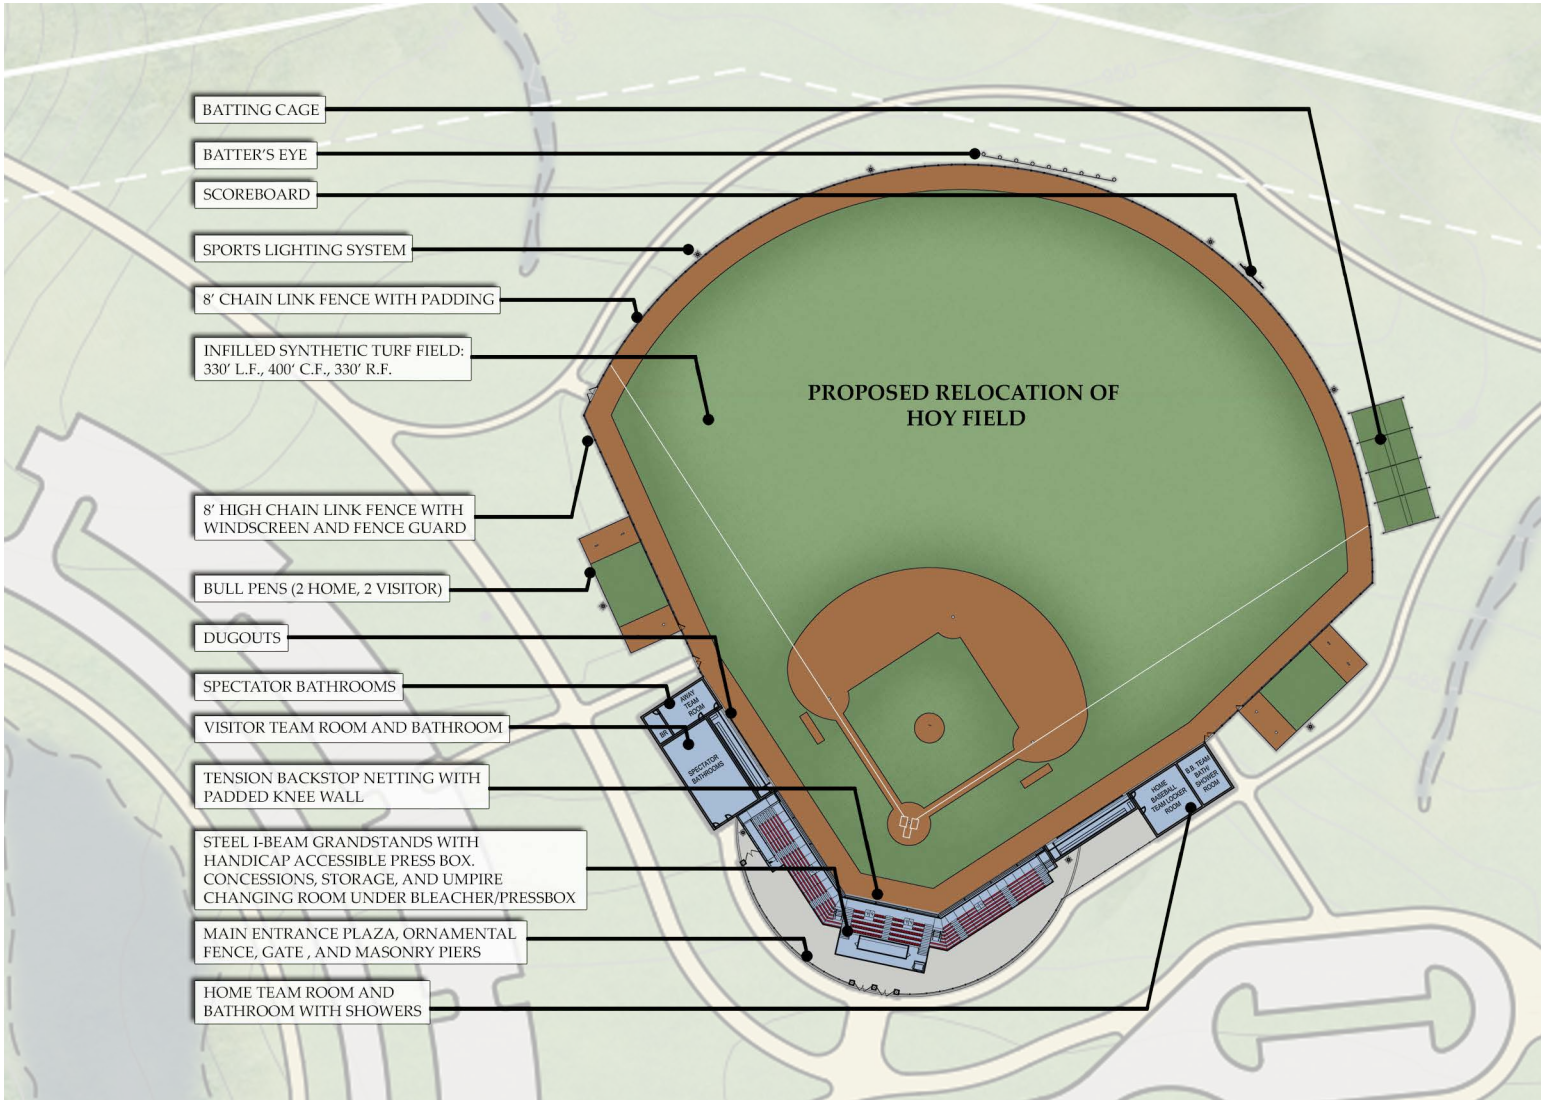 BATTING CAGE
BATTER'S EYE
SCOREBOARD
SPORTS LIGHTING SYSTEM
8' CHAIN LINK FENCE WITH PADDING
INFILLED SYNTHETIC TURF FIELD:
330' L.F., 400' C.F., 330' R.F.
PROPOSED RELOCATION OF
HOY FIELD
8' HIGH CHAIN LINK FENCE WITH
WINDSCREEN AND FENCE GUARD
BULL PENS (2 HOME, 2 VISITOR)
DUGOUTS
SPECTATOR BATHROOMS
VISITOR TEAM ROOM AND BATHROOM
TENSION BACKSTOP NETTING WITH
PADDED KNEE WALL
STEEL I-BEAM GRANDSTANDS WITH
HANDICAP ACCESSIBLE PRESS BOX.
CONCESSIONS, STORAGE, AND UMPIRE
CHANGING ROOM UNDER BLEACHER/PRESSBOX
MAIN ENTRANCE PLAZA, ORNAMENTAL
FENCE, GATE , AND MASONRY PIERS
HOME TEAM ROOM AND
BATHROOM WITH SHOWERS
AWAY
TEAM
ROOM
BR
SPECTATOR
BATHROOMS
HOME
BASEBALL
TEAM LOCKER
ROOM
B.B. TEAM
BATH/
SHOWER
ROOM